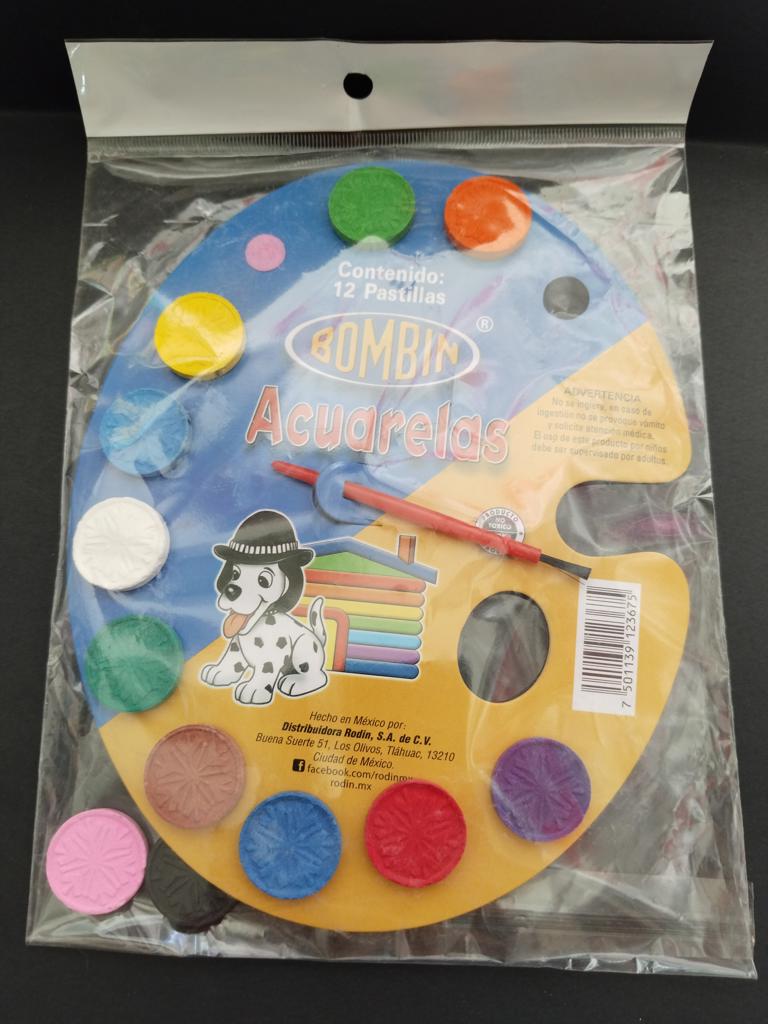 Contenido:
12 Pastillas
BOMBIN®
Acuarelas
ADVERTENCIA
No se ingiera, en caso de
ingestión no se provoque vómito
y solicite atención médica.
El uso de este producto por niños
debe ser supervisado por adultos.
PRODUCTO
NO
TOXICO
7 501139 123675
Hecho en México por:
Distribuidora Rodin, S.A. de C.V.
Buena Suerte 51, Los Olivos, Tláhuac, 13210
Ciudad de México.
facebook.com/rodinmx
rodin.mx